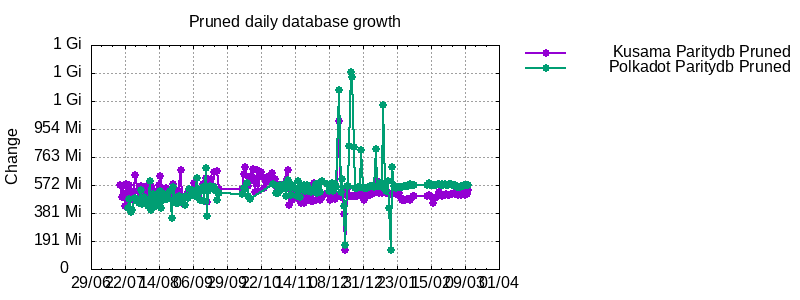 Pruned daily database growth
Kusama Paritydb Pruned
Polkadot Paritydb Pruned
Change
1 Gi
1 Gi
1 Gi
954 Mi
763 Mi
572 Mi
381 Mi
191 Mi
0
29/06 22/07 14/08 06/09 29/09 22/10 14/11 08/12 31/12 23/01 15/02 09/03 01/04